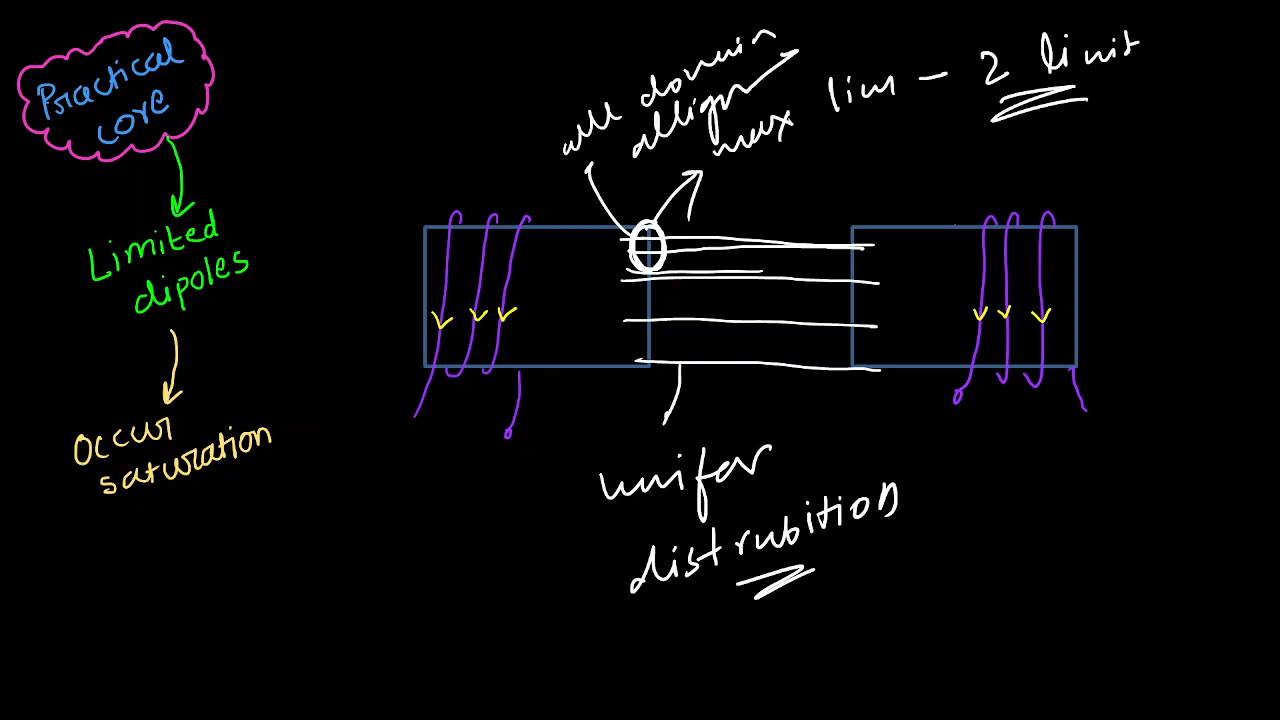 Practical
core
Limited
dipoles
Occur
saturation
all domain
allign
max lim - 2 limit
unifor
distrubition